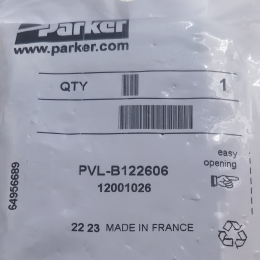 Parker
www.parker.com
QTY 1
easy
opening
PVL-B122606
12001026
64956689
22 23 MADE IN FRANCE